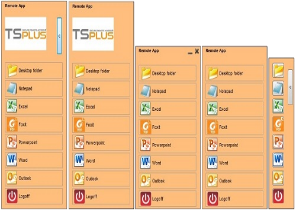 Remote App
TSPLUS
Desktop folder
Notepad
Excel
Foxit
Powerpoint
Word
Outlook
Logoff
Remote App
TSPLUS
Desktop folder
Notepad
Excel
Foxit
Powerpoint
Word
Outlook
Logoff
Remote App
Desktop folder
Notepad
Excel
Foxit
Powerpoint
Word
Outlook
Logoff
Remote App
Desktop folder
Notepad
Excel
Foxit
Powerpoint
Word
Outlook
Logoff